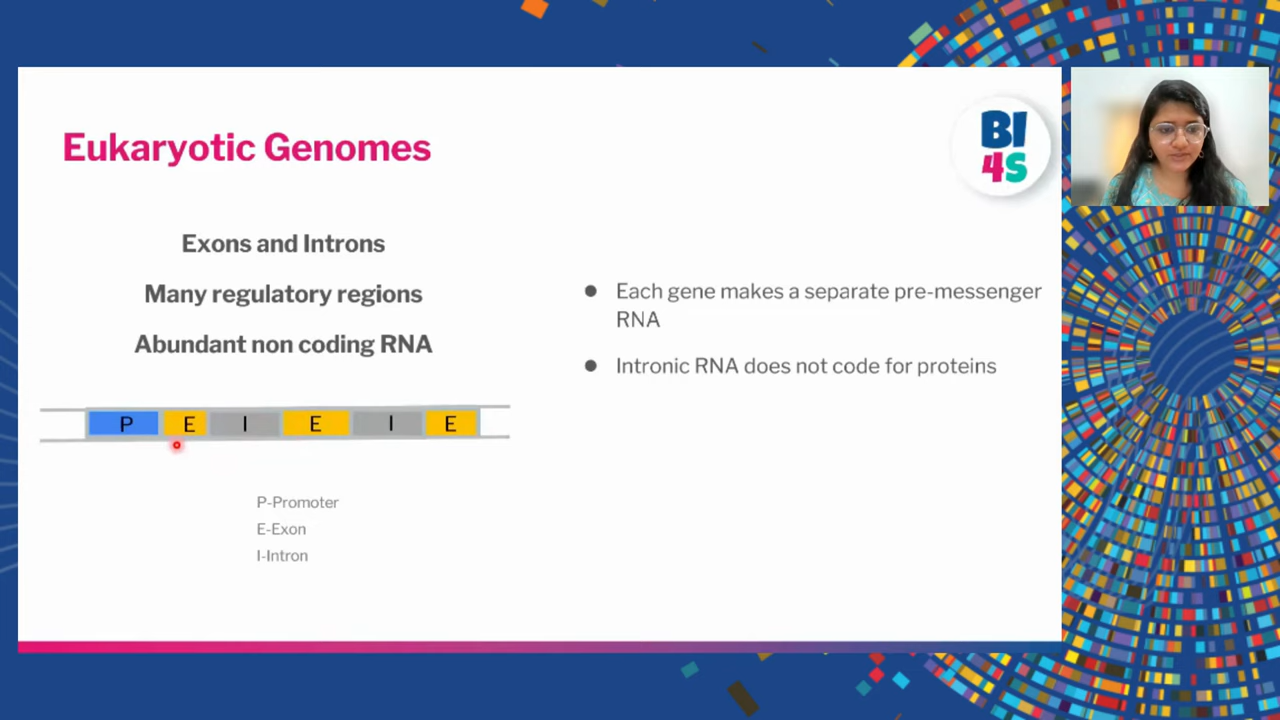 Eukaryotic Genomes
BI
4S
Exons and Introns
Many regulatory regions
Abundant non coding RNA
● Each gene makes a separate pre-messenger
RNA
● Intronic RNA does not code for proteins
P E I E I E
P-Promoter
E-Exon
I-Intron